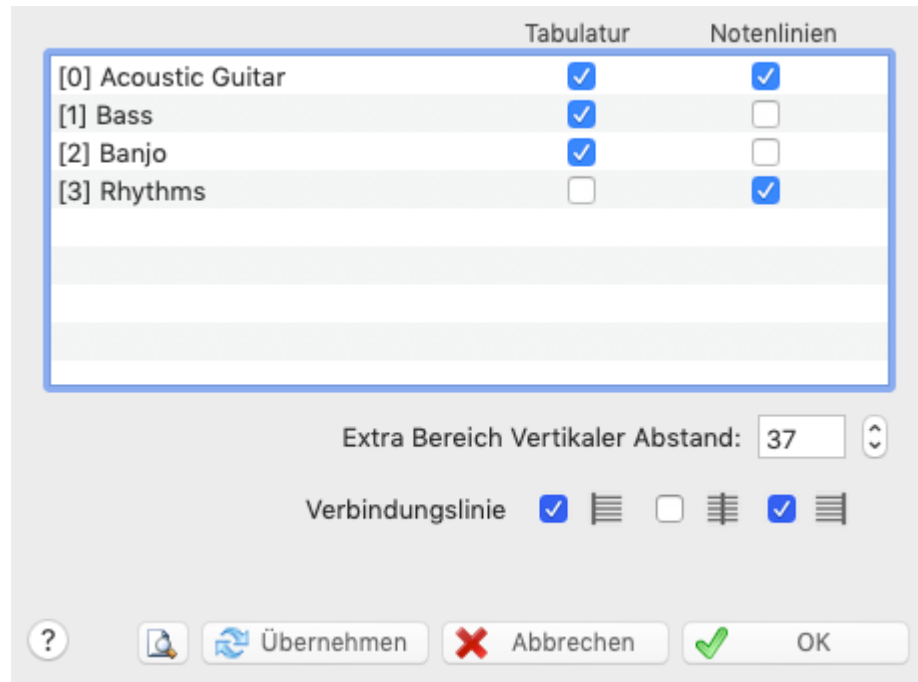 Tabulatur Notenlinien
[0] Acoustic Guitar
[1] Bass
[2] Banjo
[3] Rhythms
Extra Bereich Vertikaler Abstand: 37
Verbindungslinie
? Übernehmen Abbrechen OK